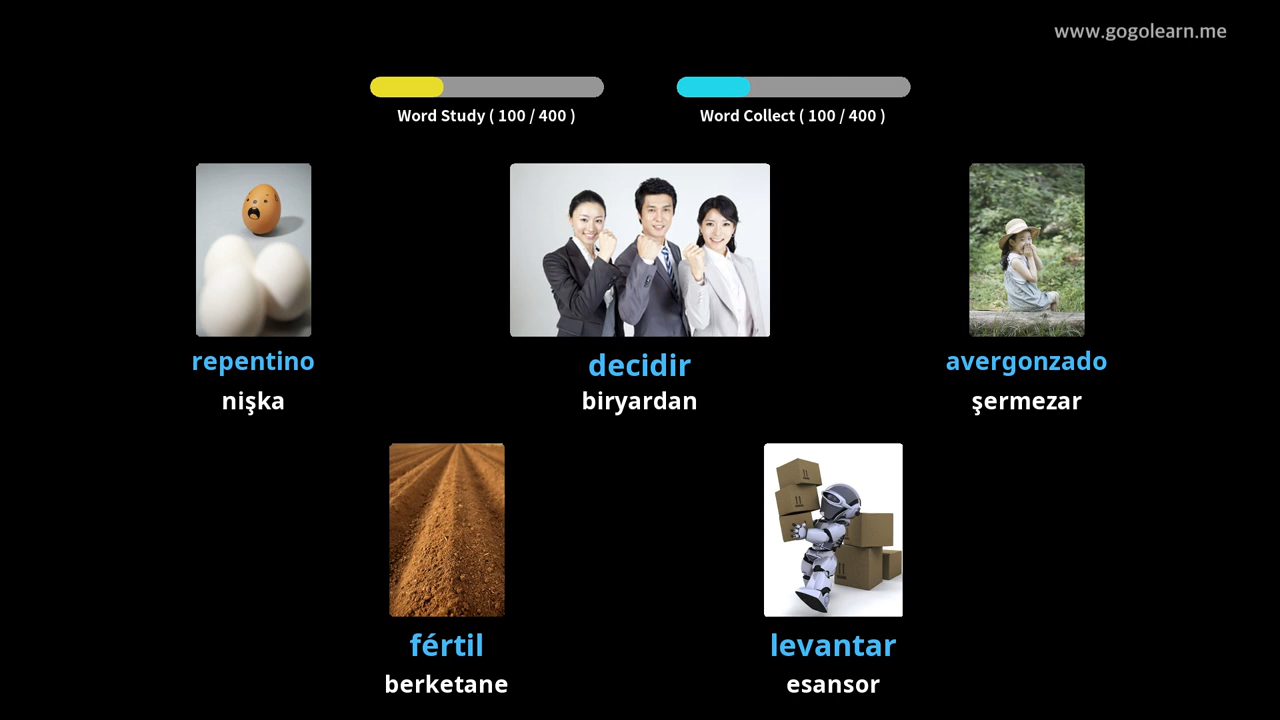 www.gogolearn.me
Word Study ( 100 / 400 )
Word Collect ( 100 / 400 )
repentino
decidir
avergonzado
nişka
biryardan
şermezar
fértil
levantar
berketane
esansor